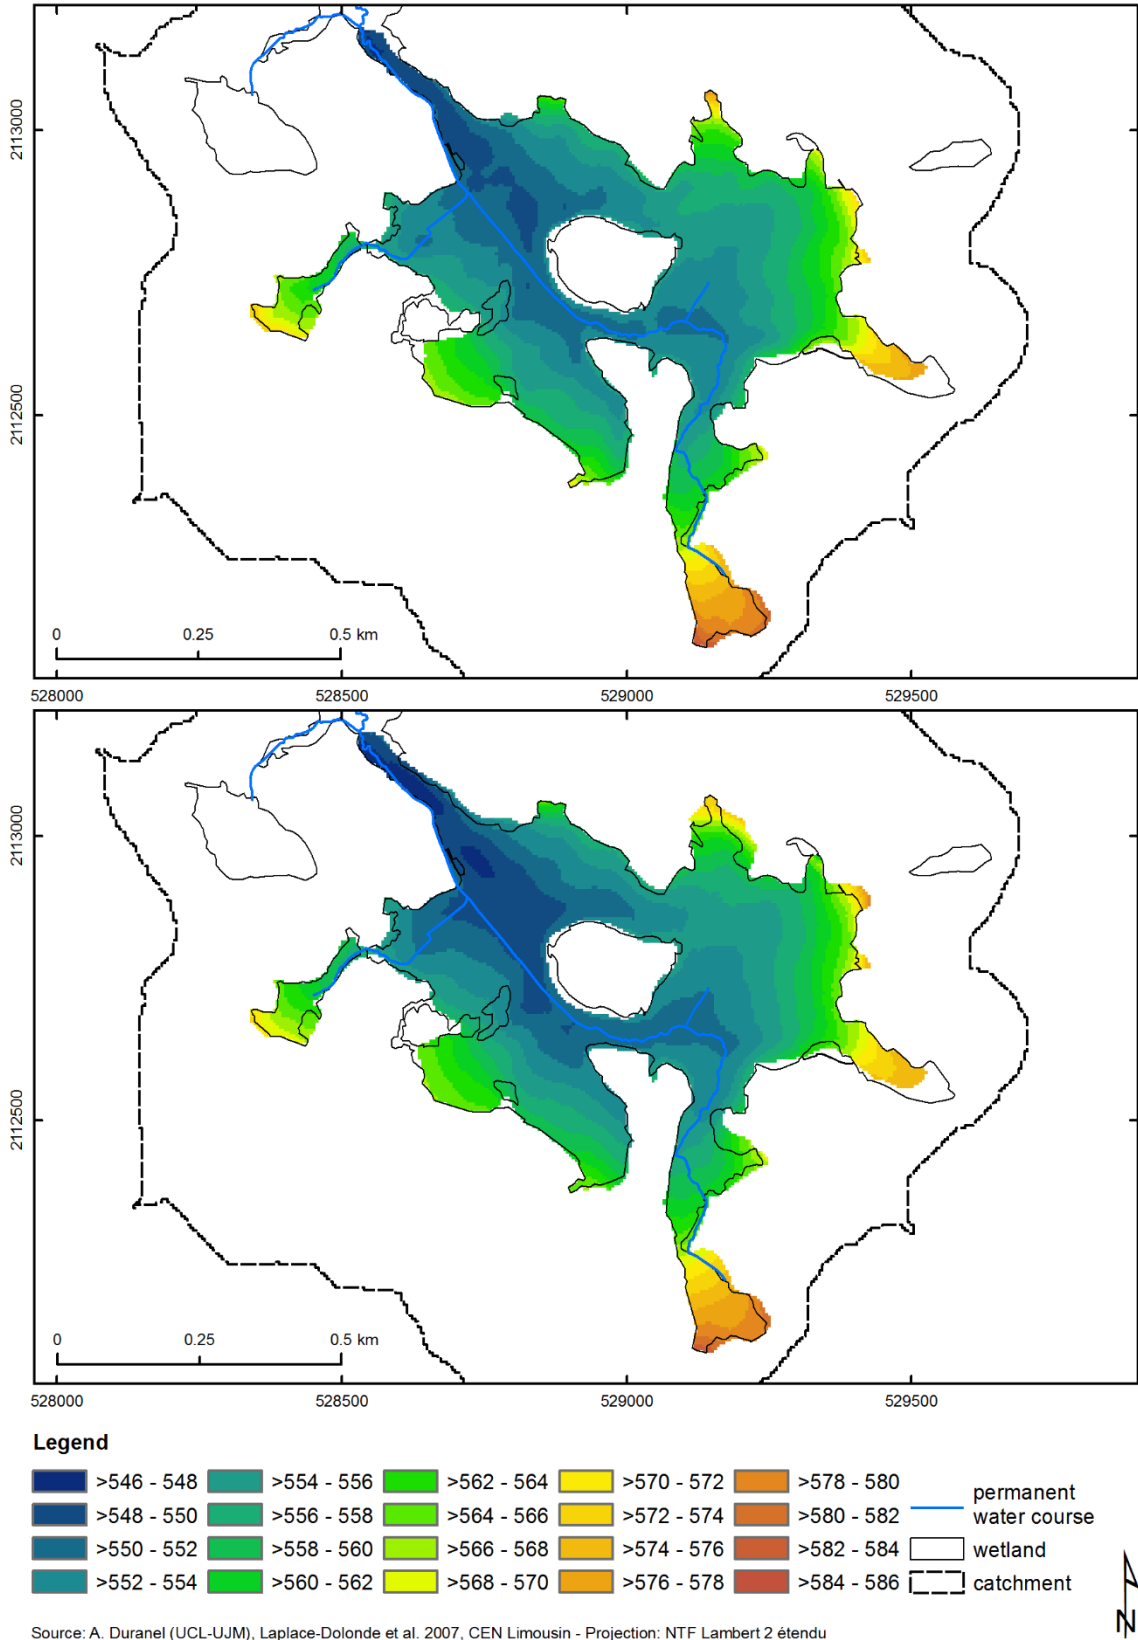 2113000
2112500
0 0.25 0.5 km
528000 528500 529000 529500
2113000
2112500
0 0.25 0.5 km
528000 528500 529000 529500
Legend
>546 - 548 >554 - 556 >562 - 564 >570 - 572 >578 - 580 permanent
>548 - 550 >556 - 558 >564 - 566 >572 - 574 >580 - 582 water course
>550 - 552 >558 - 560 >566 - 568 >574 - 576 >582 - 584 wetland
>552 - 554 >560 - 562 >568 - 570 >576 - 578 >584 - 586 catchment
N
Source: A. Duranel (UCL-UJM), Laplace-Dolonde et al. 2007, CEN Limousin - Projection: NTF Lambert 2 étendu